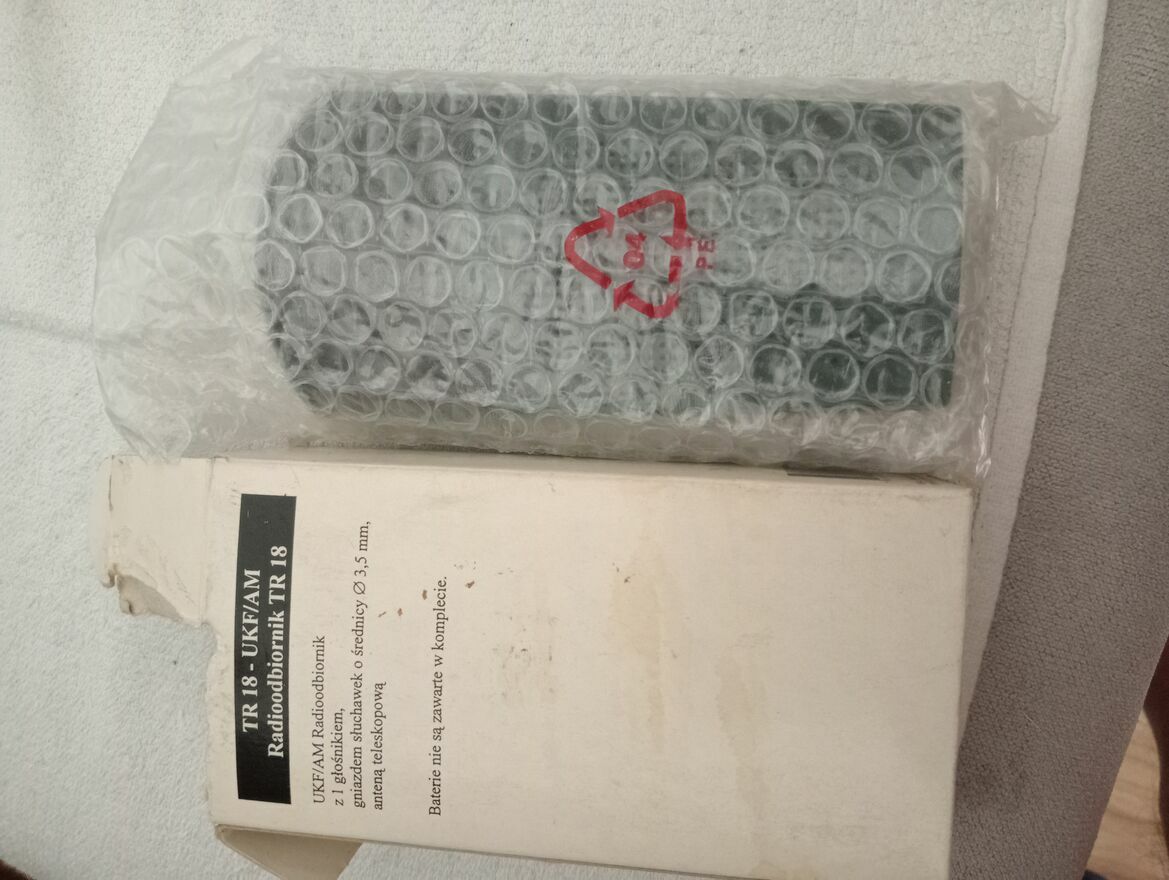 TR 18 - UKF/AM
Radioodbiornik TR 18
UKF/AM Radioodbiornik
z 1 głośnikiem,
gniazdem słuchawek o średnicy Ø 3,5 mm,
anteną teleskopową
Baterie nie są zawarte w komplecie.
04
PE